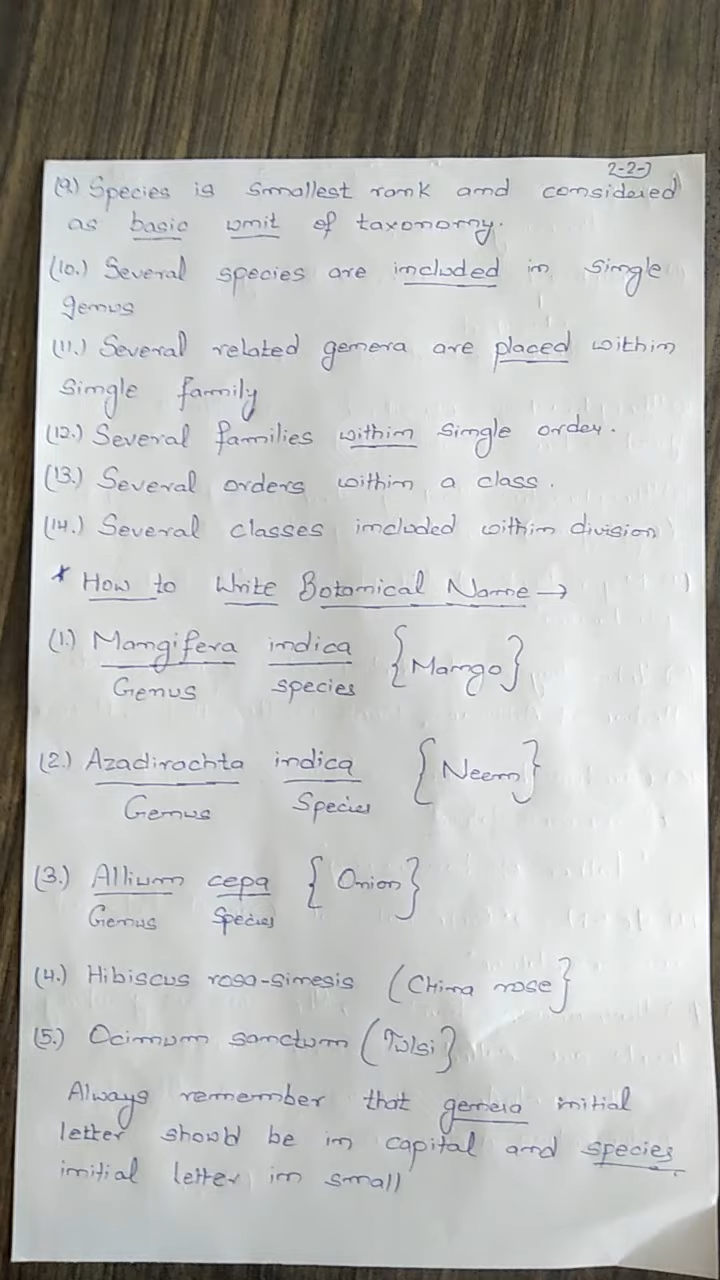 2-2-)
(9.) Species is smallest rank and considered
as basic unit of taxonomy.
(10.) Several species are included in single
genus
(11.) Several related genera are placed within
single family
(12.) Several families within single order.
(13.) Several orders within a class.
(14.) Several classes included within division
* How to Write Botanical Name →
(1.) Mangifera indica {Mango}
Genus species
(2.) Azadirachta indica {Neem}
Genus Species
(3.) Allium cepa {Onion}
Genus Species
(4.) Hibiscus rosa-sinesis (China rose}
(5.) Ocimum sanctum (Tulsi}
Always remember that genera initial
letter should be in capital and species
initial letter in small